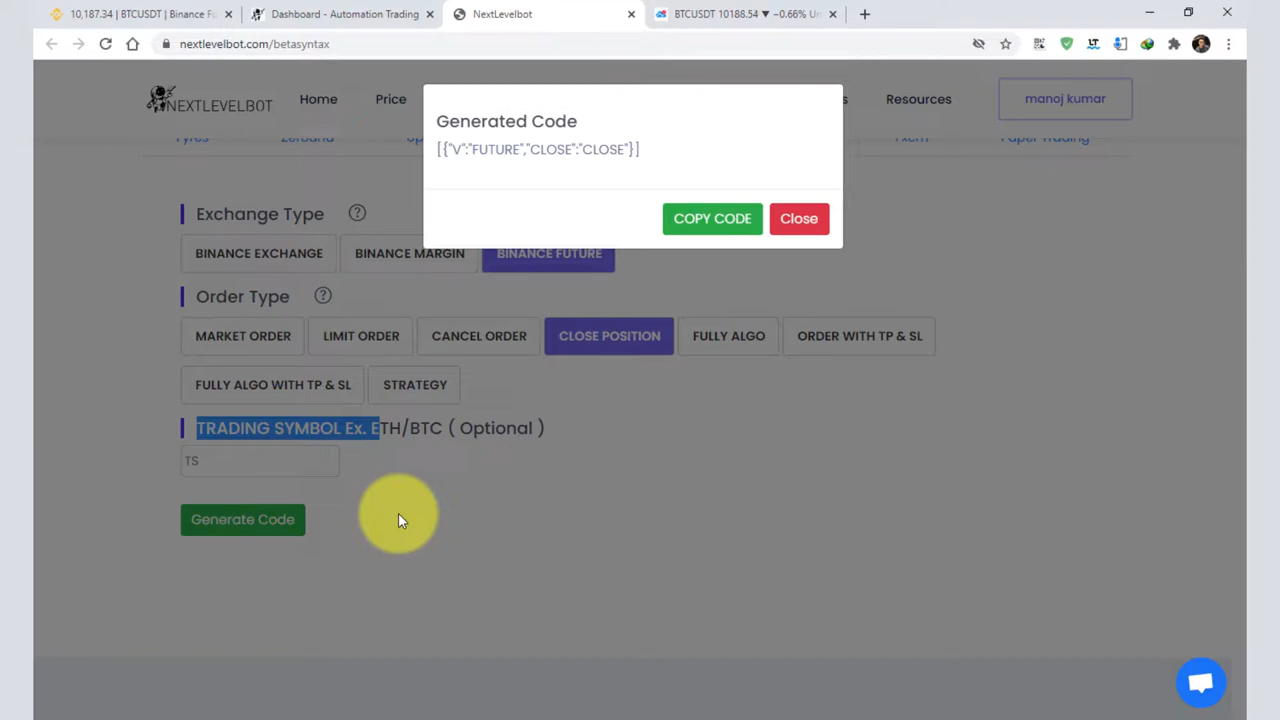 10,187.34 | BTCUSDT | Binance Fu
Dashboard - Automation Trading
NextLevelbot
BTCUSDT 10188.54 ▼ −0.66% Un
nextlevelbot.com/betasyntax
NEXTLEVELBOT
Home
Price
Resources
manoj kumar
Generated Code
[{"V":"FUTURE","CLOSE":"CLOSE"}]
COPY CODE
Close
Paper Trading
Exchange Type
BINANCE EXCHANGE
BINANCE MARGIN
BINANCE FUTURE
Order Type
MARKET ORDER
LIMIT ORDER
CANCEL ORDER
CLOSE POSITION
FULLY ALGO
ORDER WITH TP & SL
FULLY ALGO WITH TP & SL
STRATEGY
TRADING SYMBOL Ex. ETH/BTC ( Optional )
TS
Generate Code